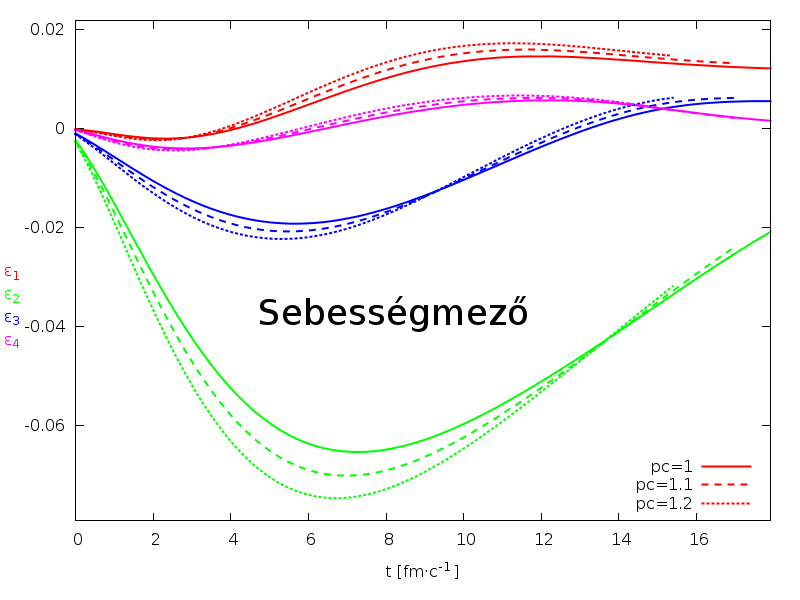 0.02
0
-0.02
-0.04
-0.06
ε1
ε2
ε3
ε4
Sebességmező
pc=1
pc=1.1
pc=1.2
0 2 4 6 8 10 12 14 16
t [fm·c-1]